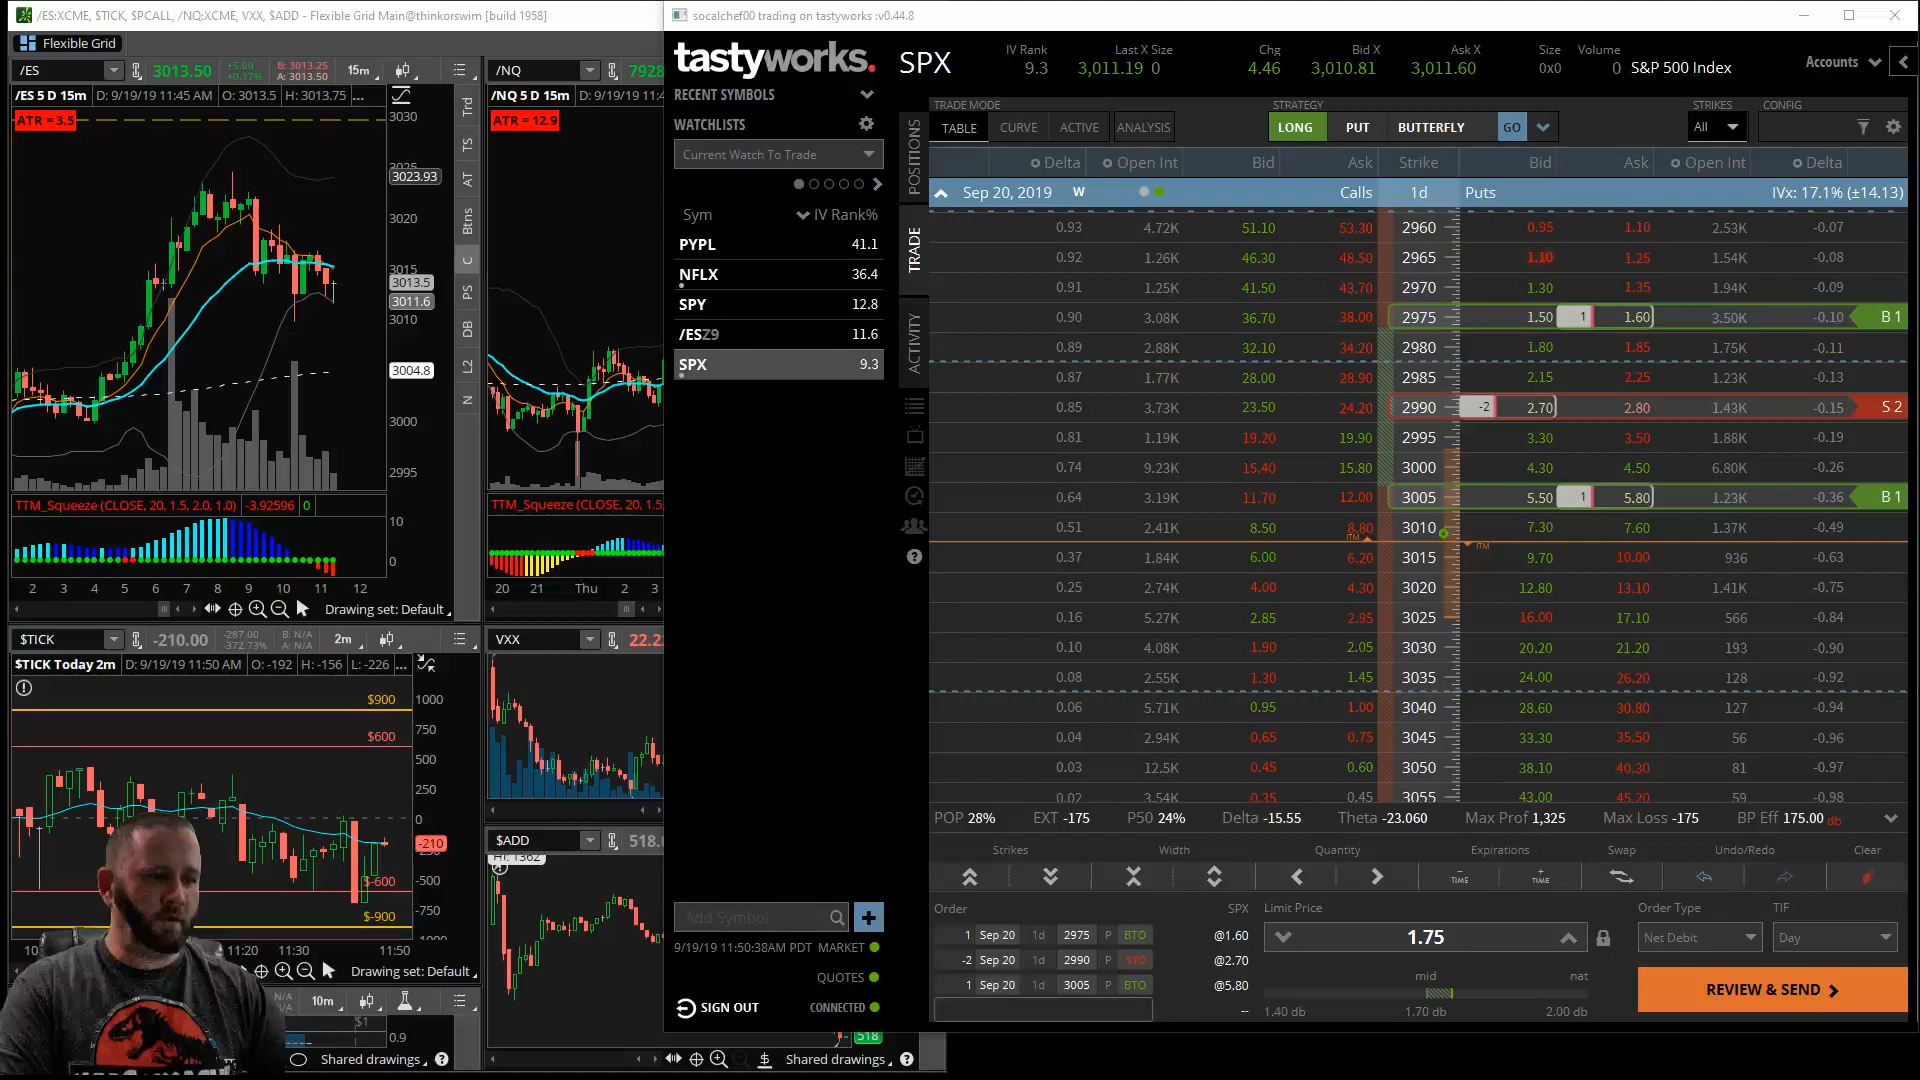 /ES:XCME, $TICK, $PCALL, /NQ:XCME, VXX, $ADD - Flexible Grid Main@thinkorswim [build 1958]
socalchef00 trading on tastyworks :v0.44.8
Flexible Grid
/ES 3013.50 +5.00 +0.17% B: 3013.25 A: 3013.50 15m
/NQ 7928
/ES 5 D 15m D: 9/19/19 11:45 AM O: 3013.5 H: 3013.75 ...
/NQ 5 D 15m D: 9/19/19 11:4
ATR = 3.5
ATR = 12.9
3030
3025
3023.93
3020
3015
3013.5
3011.6
3010
3004.8
3000
2995
Trd
TS
AT
Btns
C
PS
DB
L2
N
TTM_Squeeze (CLOSE, 20, 1.5, 2.0, 1.0) -3.92596 0
TTM_Squeeze (CLOSE, 20, 1.5,
10
0
2 3 4 5 6 7 8 9 10 11 12
20 21 Thu 2 3
Drawing set: Default
$TICK -210.00 -287.00 -372.73% B: N/A A: N/A 2m
VXX 22.2
$TICK Today 2m D: 9/19/19 11:50 AM O: -192 H: -156 L: -226 ...
$900
$600
$-600
$-900
1000
750
500
250
0
-210
-500
-750
11:20 11:30 11:50
Drawing set: Default
$ADD 518.
Hi: 1362
N/A N/A 10m
$1
0.9
518
Shared drawings
Shared drawings
tastyworks.
RECENT SYMBOLS
WATCHLISTS
Current Watch To Trade
Sym IV Rank%
PYPL 41.1
NFLX 36.4
SPY 12.8
/ESZ9 11.6
SPX 9.3
Add Symbol
9/19/19 11:50:38AM PDT MARKET
QUOTES
SIGN OUT CONNECTED
SPX
IV Rank Last X Size Chg Bid X Ask X Size Volume
9.3 3,011.19 0 4.46 3,010.81 3,011.60 0x0 0 S&P 500 Index
Accounts
POSITIONS
TRADE
ACTIVITY
TRADE MODE STRATEGY STRIKES CONFIG
TABLE CURVE ACTIVE ANALYSIS LONG PUT BUTTERFLY GO All
Delta Open Int Bid Ask Strike Bid Ask Open Int Delta
Sep 20, 2019 W Calls 1d Puts IVx: 17.1% (±14.13)
0.93 4.72K 51.10 53.30 2960 0.95 1.10 2.53K -0.07
0.92 1.26K 46.30 48.50 2965 1.10 1.25 1.54K -0.08
0.91 1.25K 41.50 43.70 2970 1.30 1.35 1.94K -0.09
0.90 3.08K 36.70 38.00 2975 1.50 1 1.60 3.50K -0.10 B 1
0.89 2.88K 32.10 34.20 2980 1.80 1.85 1.75K -0.11
0.87 1.77K 28.00 28.90 2985 2.15 2.25 1.23K -0.13
0.85 3.73K 23.50 24.20 2990 -2 2.70 2.80 1.43K -0.15 S 2
0.81 1.19K 19.20 19.90 2995 3.30 3.50 1.88K -0.19
0.74 9.23K 15.40 15.80 3000 4.30 4.50 6.80K -0.26
0.64 3.19K 11.70 12.00 3005 5.50 1 5.80 1.23K -0.36 B 1
0.51 2.41K 8.50 8.80 3010 7.30 7.60 1.37K -0.49
ITM ITM
0.37 1.84K 6.00 6.20 3015 9.70 10.00 936 -0.63
0.25 2.74K 4.00 4.30 3020 12.80 13.10 1.41K -0.75
0.16 5.27K 2.85 2.95 3025 16.00 17.10 566 -0.84
0.10 4.08K 1.90 2.05 3030 20.20 21.20 193 -0.90
0.08 2.55K 1.30 1.45 3035 24.00 26.20 128 -0.92
0.06 5.71K 0.95 1.00 3040 28.60 30.80 127 -0.94
0.04 2.94K 0.65 0.75 3045 33.30 35.50 56 -0.96
0.03 12.5K 0.45 0.60 3050 38.10 40.30 81 -0.97
0.02 3.54K 0.35 0.45 3055 43.00 45.20 59 -0.98
POP 28% EXT -175 P50 24% Delta -15.55 Theta -23.060 Max Prof 1,325 Max Loss -175 BP Eff 175.00 db
Strikes Width Quantity Expirations Swap Undo/Redo Clear
TIME TIME
Order SPX Limit Price Order Type TIF
1 Sep 20 1d 2975 P BTO @1.60
-2 Sep 20 1d 2990 P STO @2.70
1 Sep 20 1d 3005 P BTO @5.80
--
1.75
Net Debit Day
mid nat
1.40 db 1.70 db 2.00 db
REVIEW & SEND